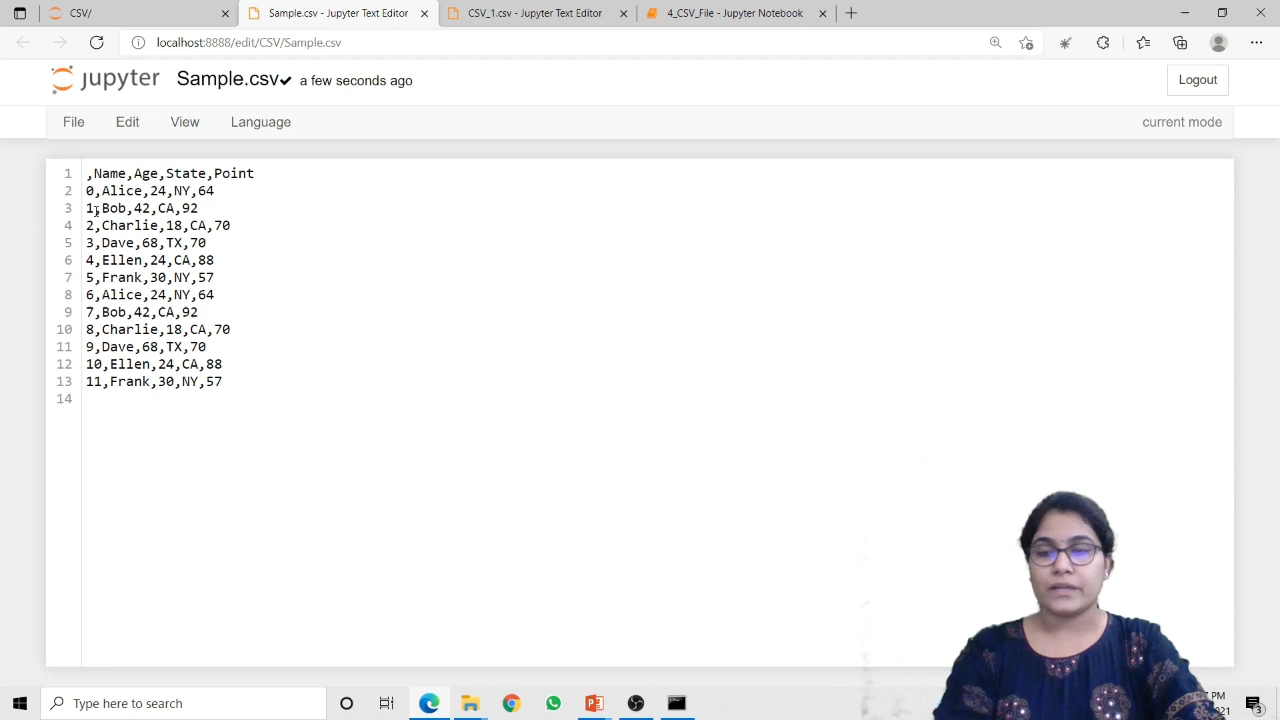 CSV/
Sample.csv - Jupyter Text Editor
CSV_1.csv - Jupyter Text Editor
4_CSV_File - Jupyter Notebook
localhost:8888/edit/CSV/Sample.csv
jupyter Sample.csv✔ a few seconds ago
Logout
File Edit View Language
current mode
1 ,Name,Age,State,Point
2 0,Alice,24,NY,64
3 1,Bob,42,CA,92
4 2,Charlie,18,CA,70
5 3,Dave,68,TX,70
6 4,Ellen,24,CA,88
7 5,Frank,30,NY,57
8 6,Alice,24,NY,64
9 7,Bob,42,CA,92
10 8,Charlie,18,CA,70
11 9,Dave,68,TX,70
12 10,Ellen,24,CA,88
13 11,Frank,30,NY,57
14
Type here to search
PM
3